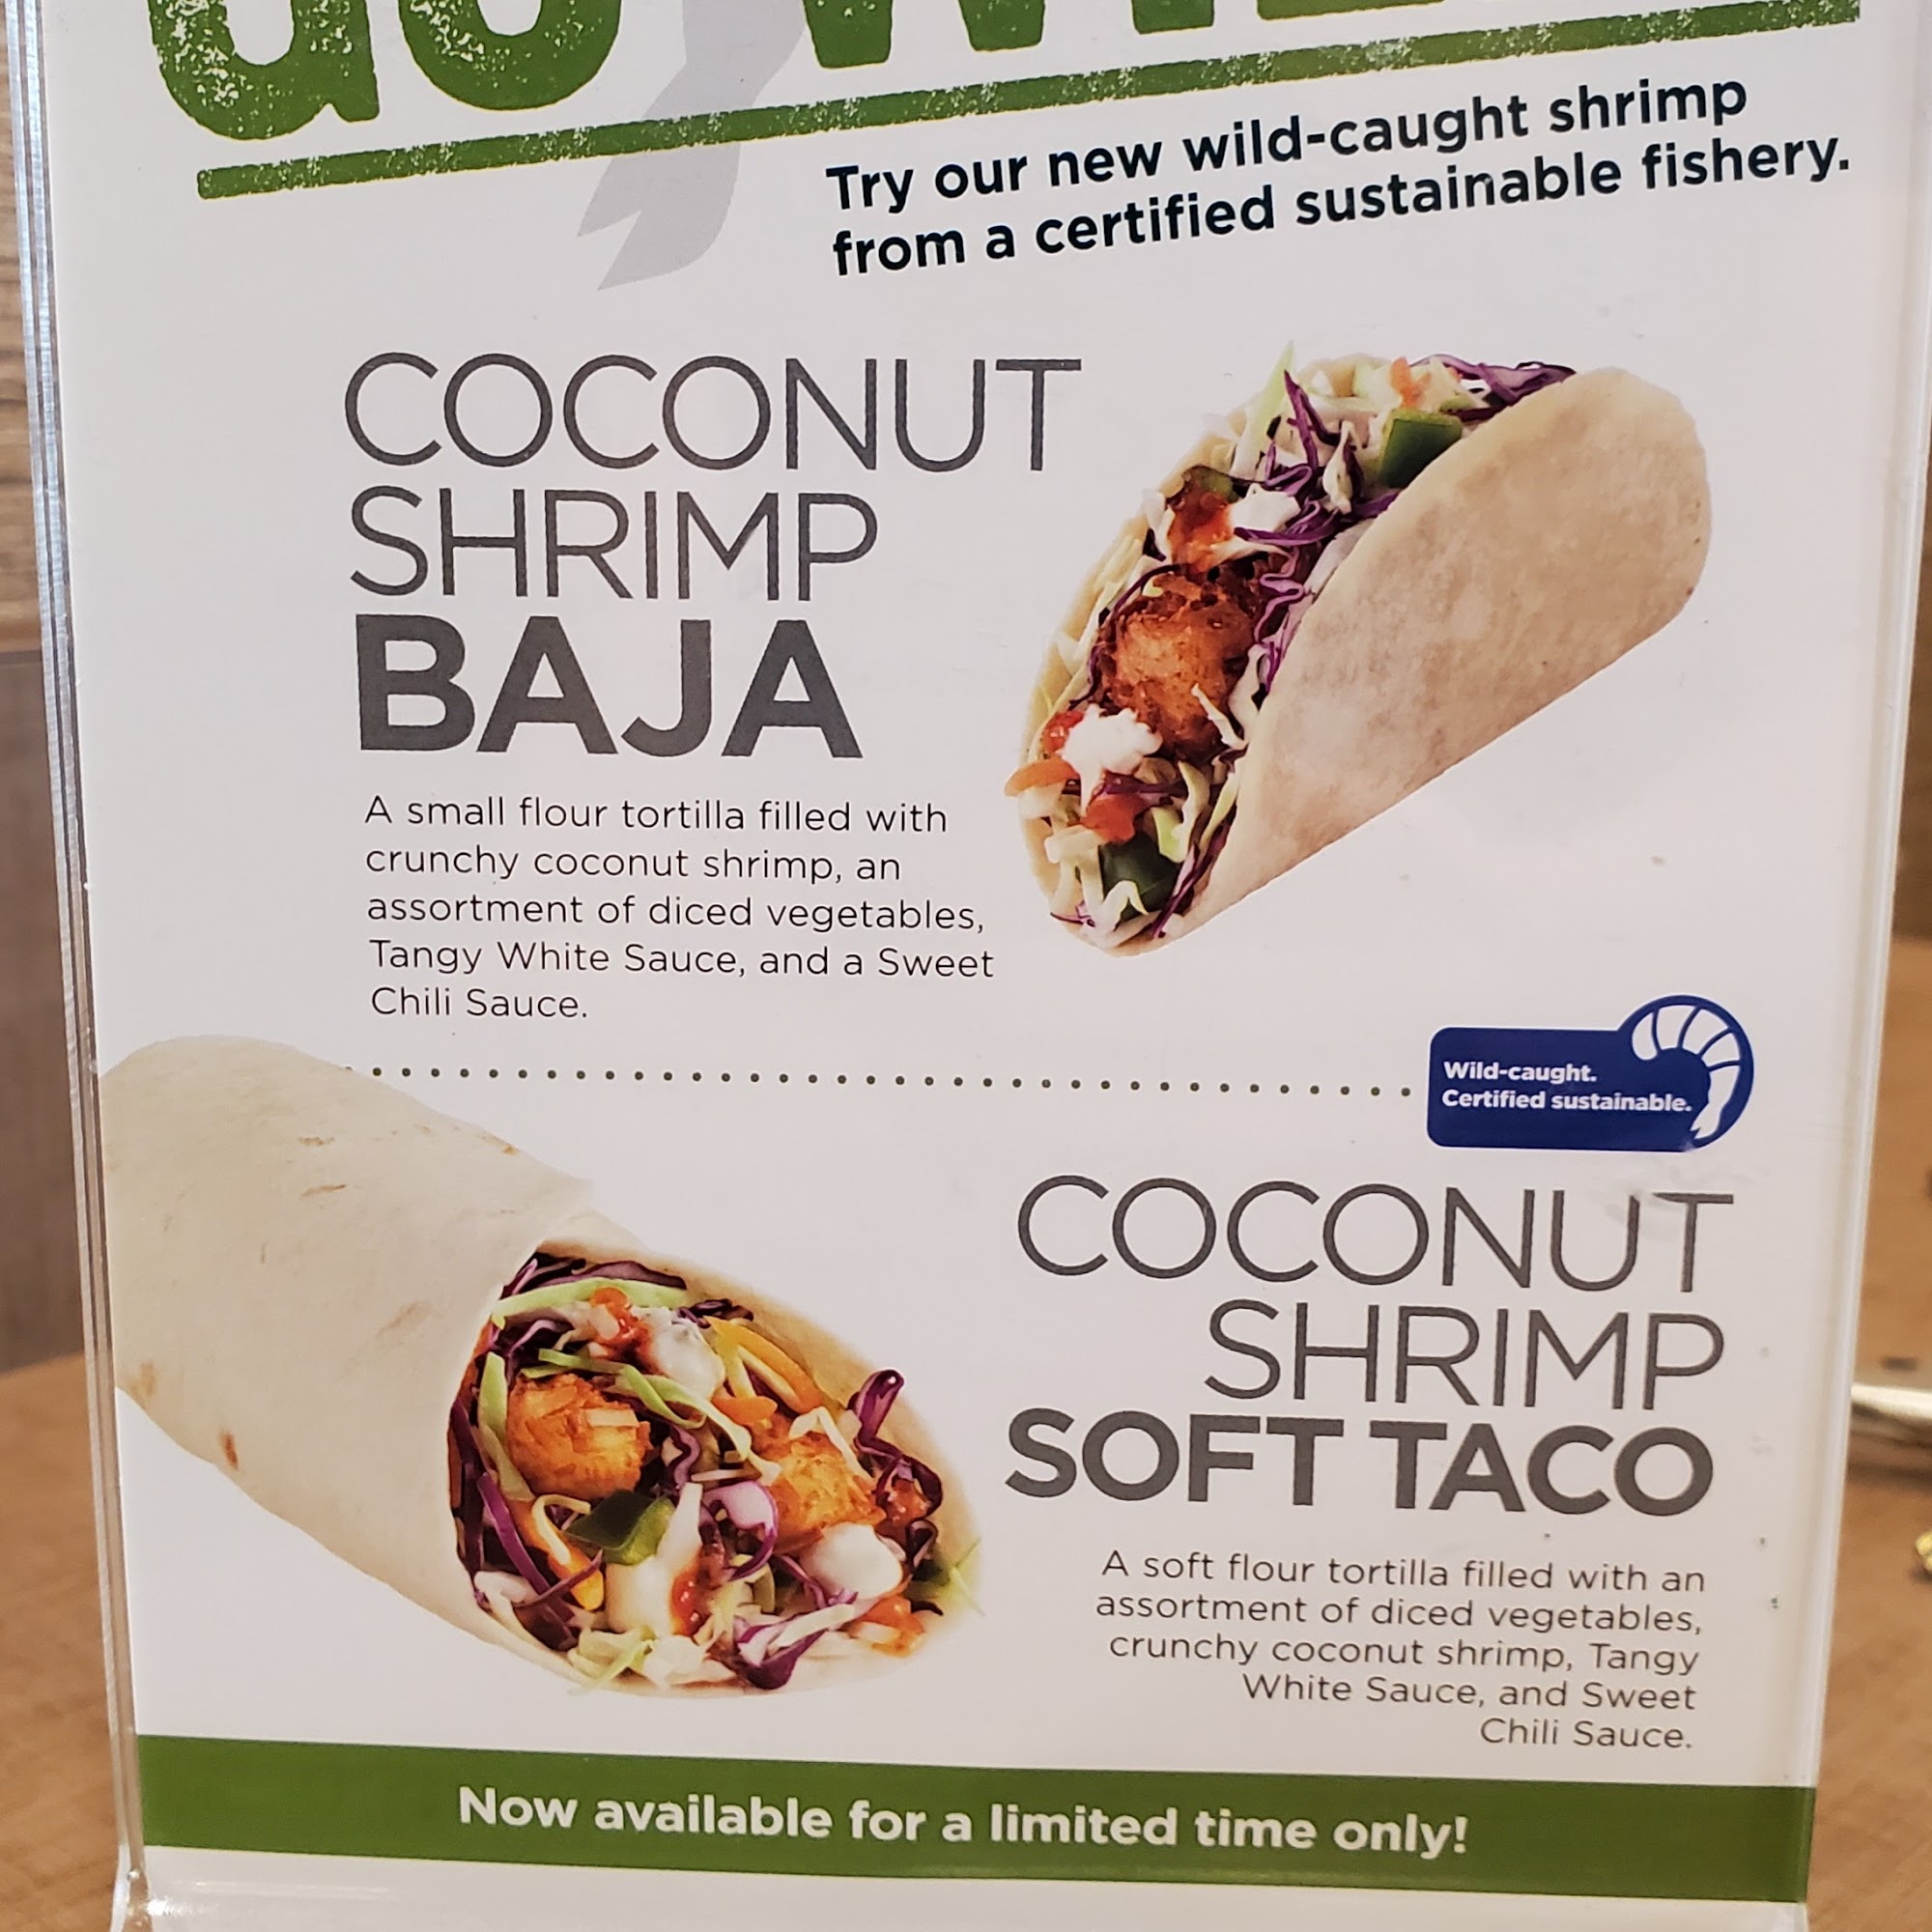 GO
Try our new wild-caught shrimp
from a certified sustainable fishery.
COCONUT
SHRIMP
BAJA
A small flour tortilla filled with
crunchy coconut shrimp, an
assortment of diced vegetables,
Tangy White Sauce, and a Sweet
Chili Sauce.
Wild-caught.
Certified sustainable.
COCONUT
SHRIMP
SOFT TACO
A soft flour tortilla filled with an
assortment of diced vegetables,
crunchy coconut shrimp, Tangy
White Sauce, and Sweet
Chili Sauce.
Now available for a limited time only!